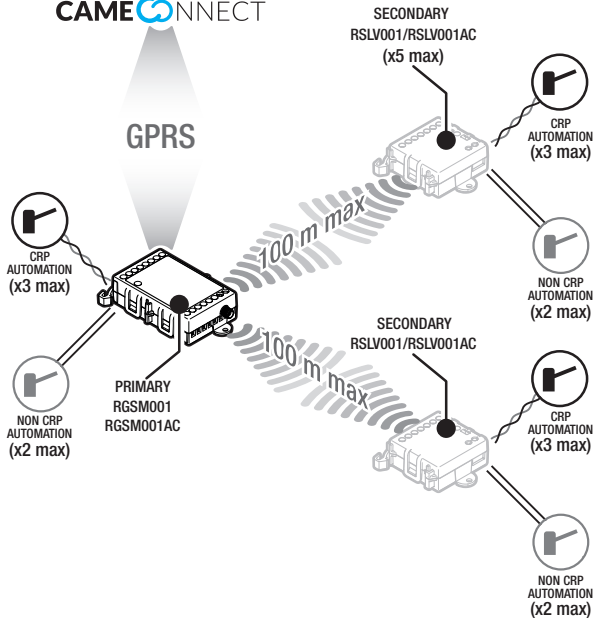 CAMECONNECT
GPRS
SECONDARY
RSLV001/RSLV001AC
(x5 max)
CRP
AUTOMATION
(x3 max)
100 m max
NON CRP
AUTOMATION
(x2 max)
CRP
AUTOMATION
(x3 max)
PRIMARY
RGSM001
RGSM001AC
NON CRP
AUTOMATION
(x2 max)
100 m max
SECONDARY
RSLV001/RSLV001AC
CRP
AUTOMATION
(x3 max)
NON CRP
AUTOMATION
(x2 max)